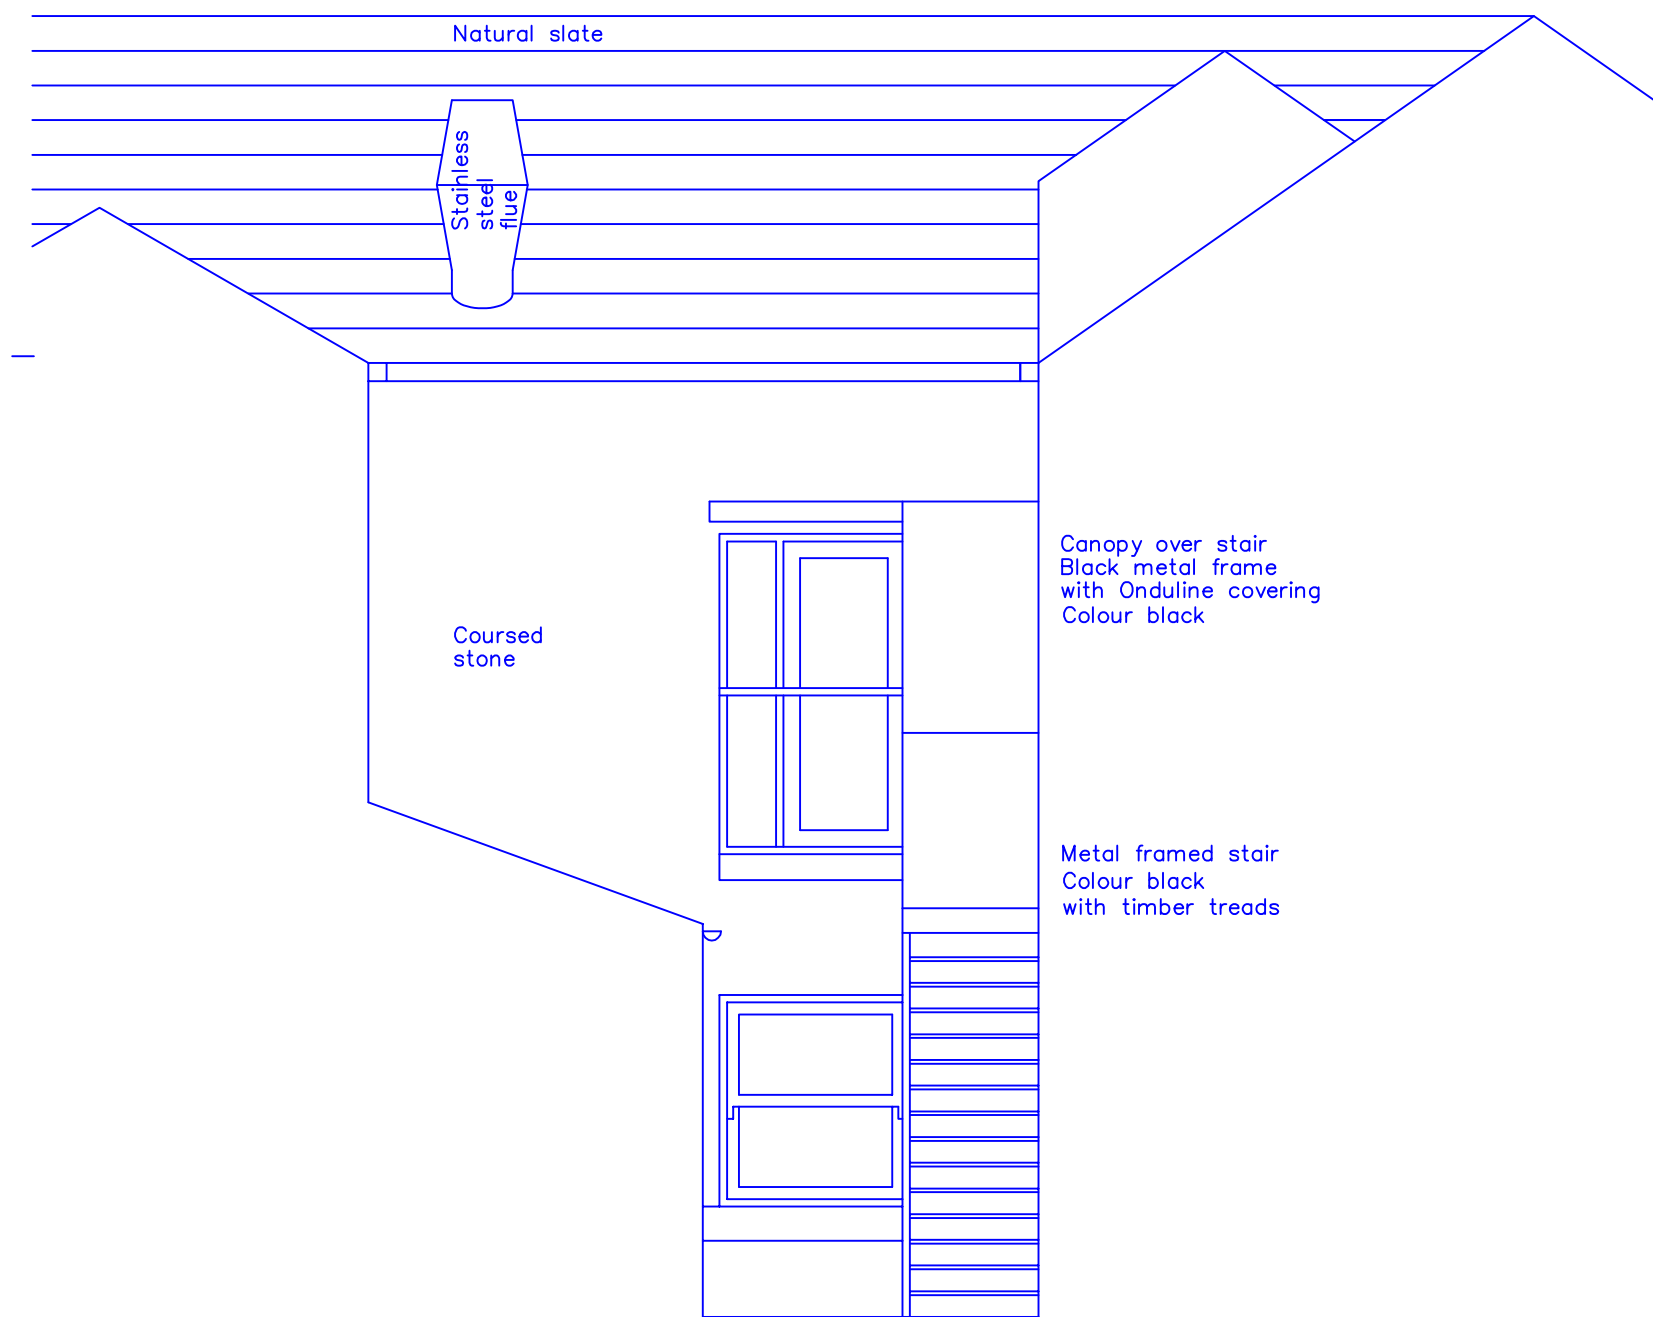 Natural slate
Stainless
steel
flue
Canopy over stair
Black metal frame
with Onduline covering
Colour black
Coursed
stone
Metal framed stair
Colour black
with timber treads